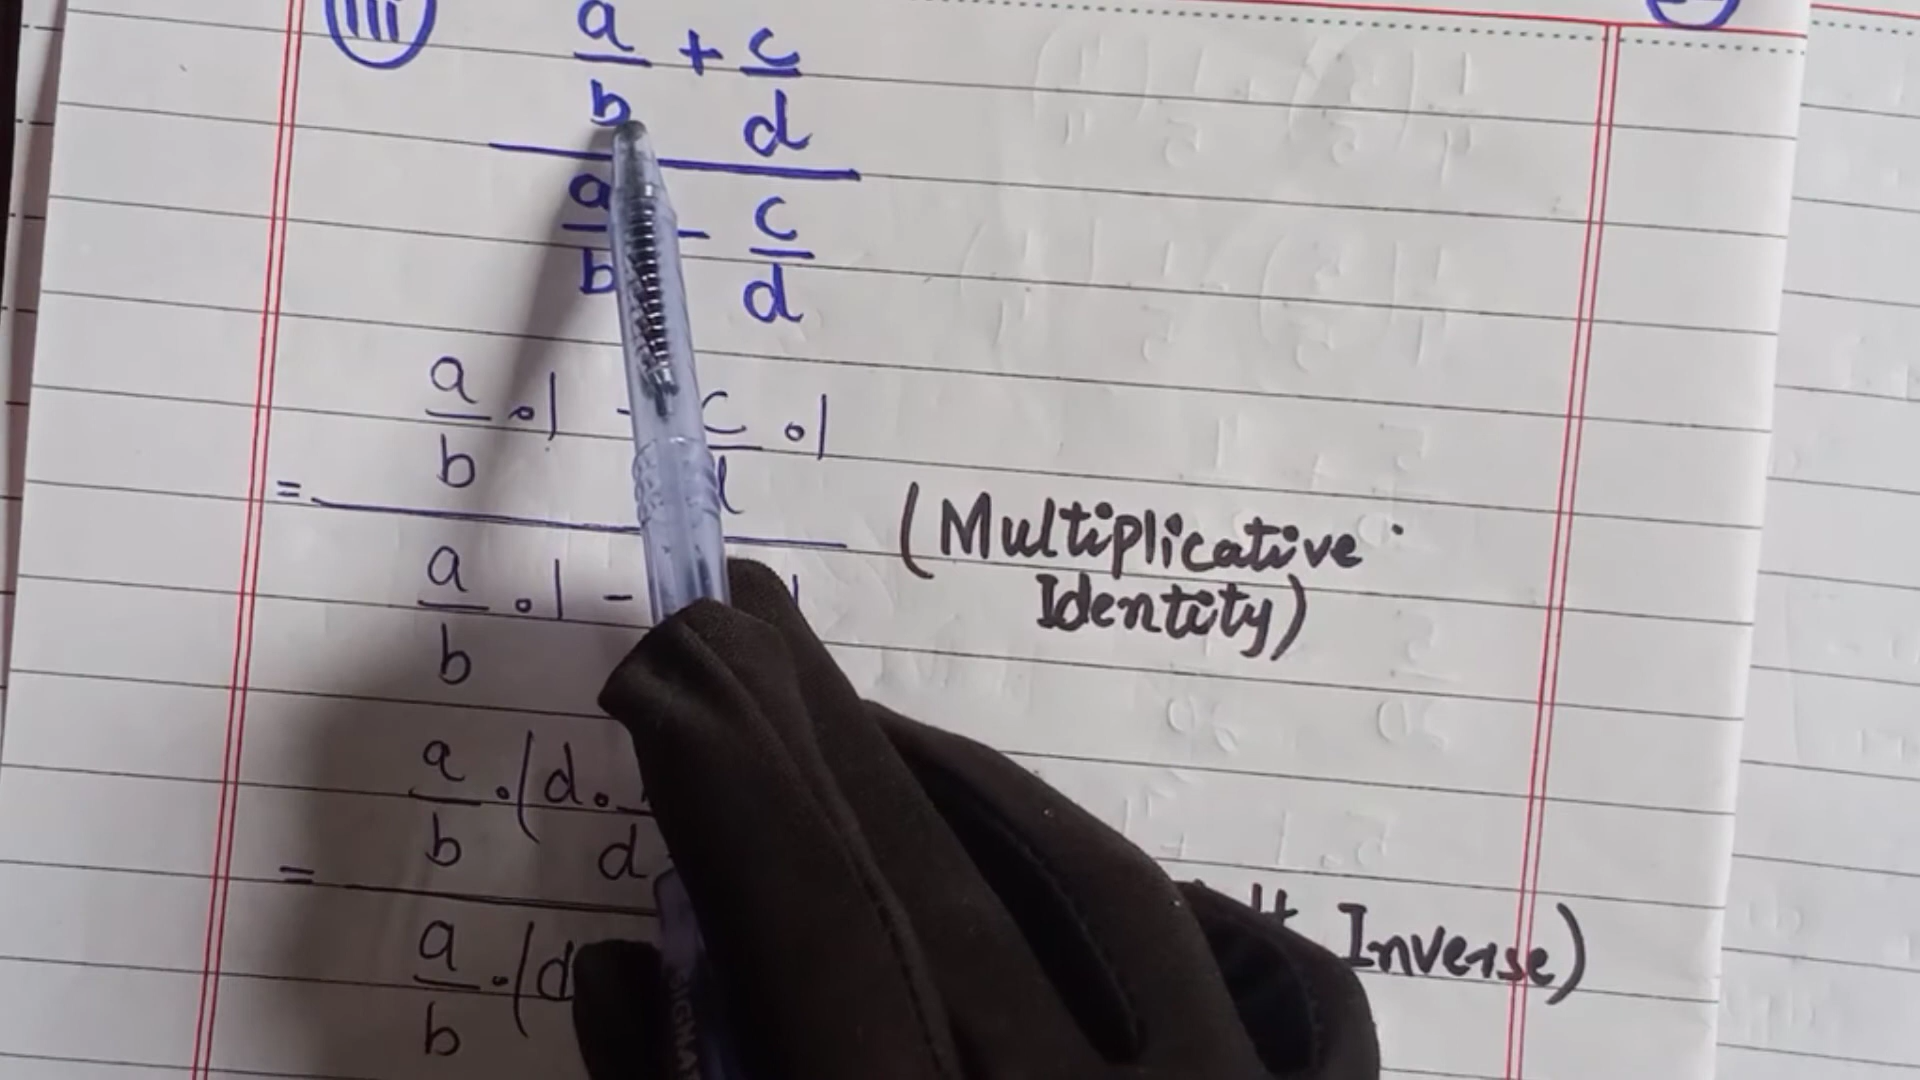 iii
a/b + c/d
a/b - c/d
a/b ∘ 1 - c/ ∘ 1
=
a/b ∘ 1 -
(Multiplicative
Identity)
a/b ∘ (d ∘ /d
=
a/b ∘ (d
Inverse)